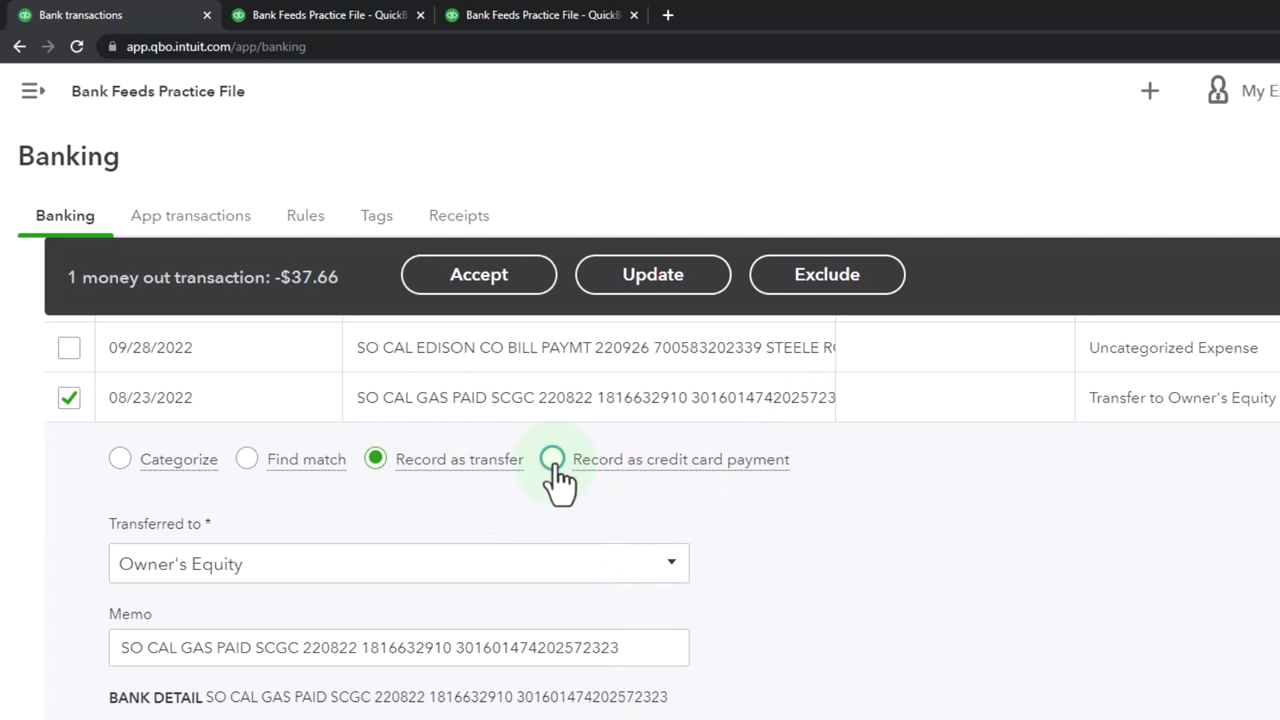 Bank transactions
Bank Feeds Practice File - QuickB
Bank Feeds Practice File - QuickB
app.qbo.intuit.com/app/banking
Bank Feeds Practice File
My E
Banking
Banking App transactions Rules Tags Receipts
1 money out transaction: -$37.66 Accept Update Exclude
09/28/2022 SO CAL EDISON CO BILL PAYMT 220926 700583202339 STEELE R Uncategorized Expense
08/23/2022 SO CAL GAS PAID SCGC 220822 1816632910 3016014742025723 Transfer to Owner's Equity
Categorize Find match Record as transfer Record as credit card payment
Transferred to *
Owner's Equity
Memo
SO CAL GAS PAID SCGC 220822 1816632910 301601474202572323
BANK DETAIL SO CAL GAS PAID SCGC 220822 1816632910 301601474202572323